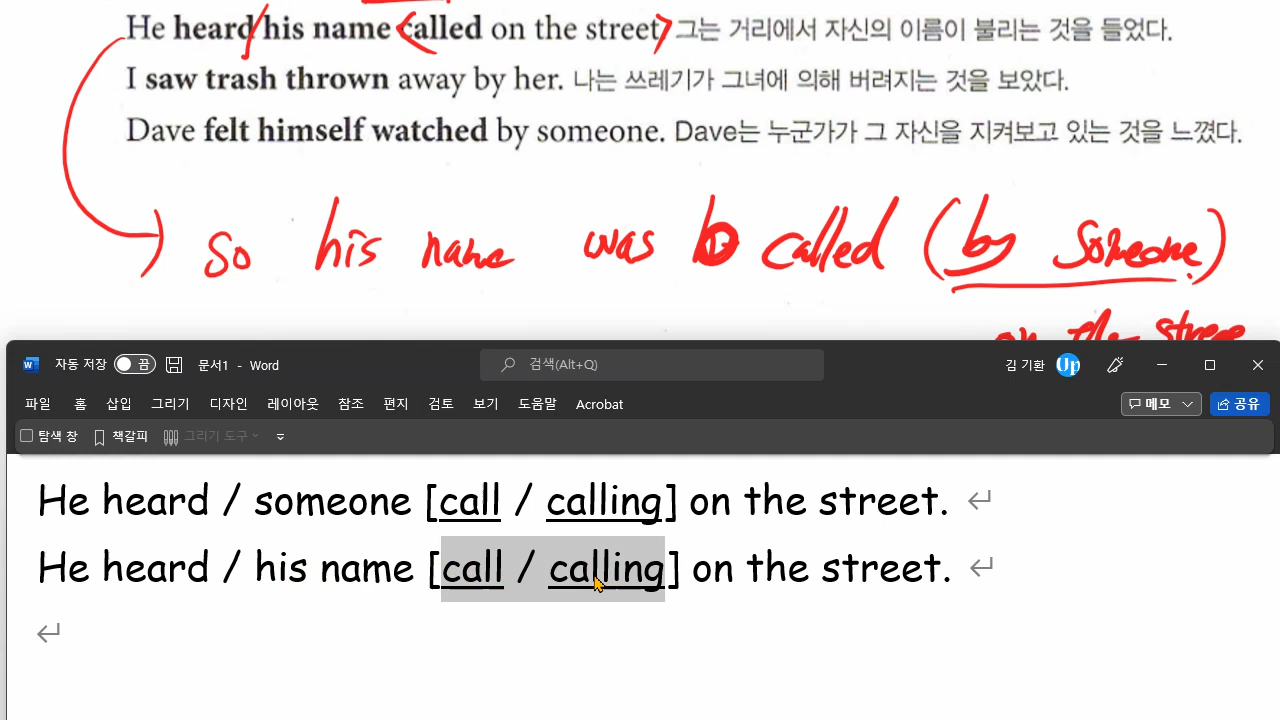 He heard his name called on the street. 그는 거리에서 자신의 이름이 불리는 것을 들었다.
I saw trash thrown away by her. 나는 쓰레기가 그녀에 의해 버려지는 것을 보았다.
Dave felt himself watched by someone. Dave는 누군가가 그 자신을 지켜보고 있는 것을 느꼈다.
so his name was called (by someone)
on the street
자동 저장 끔 문서1 - Word 검색(Alt+Q) 김 기환 Up
파일 홈 삽입 그리기 디자인 레이아웃 참조 편지 검토 보기 도움말 Acrobat 메모 공유
탐색 창 책갈피 그리기 도구
He heard / someone [call / calling] on the street.
He heard / his name [call / calling] on the street.